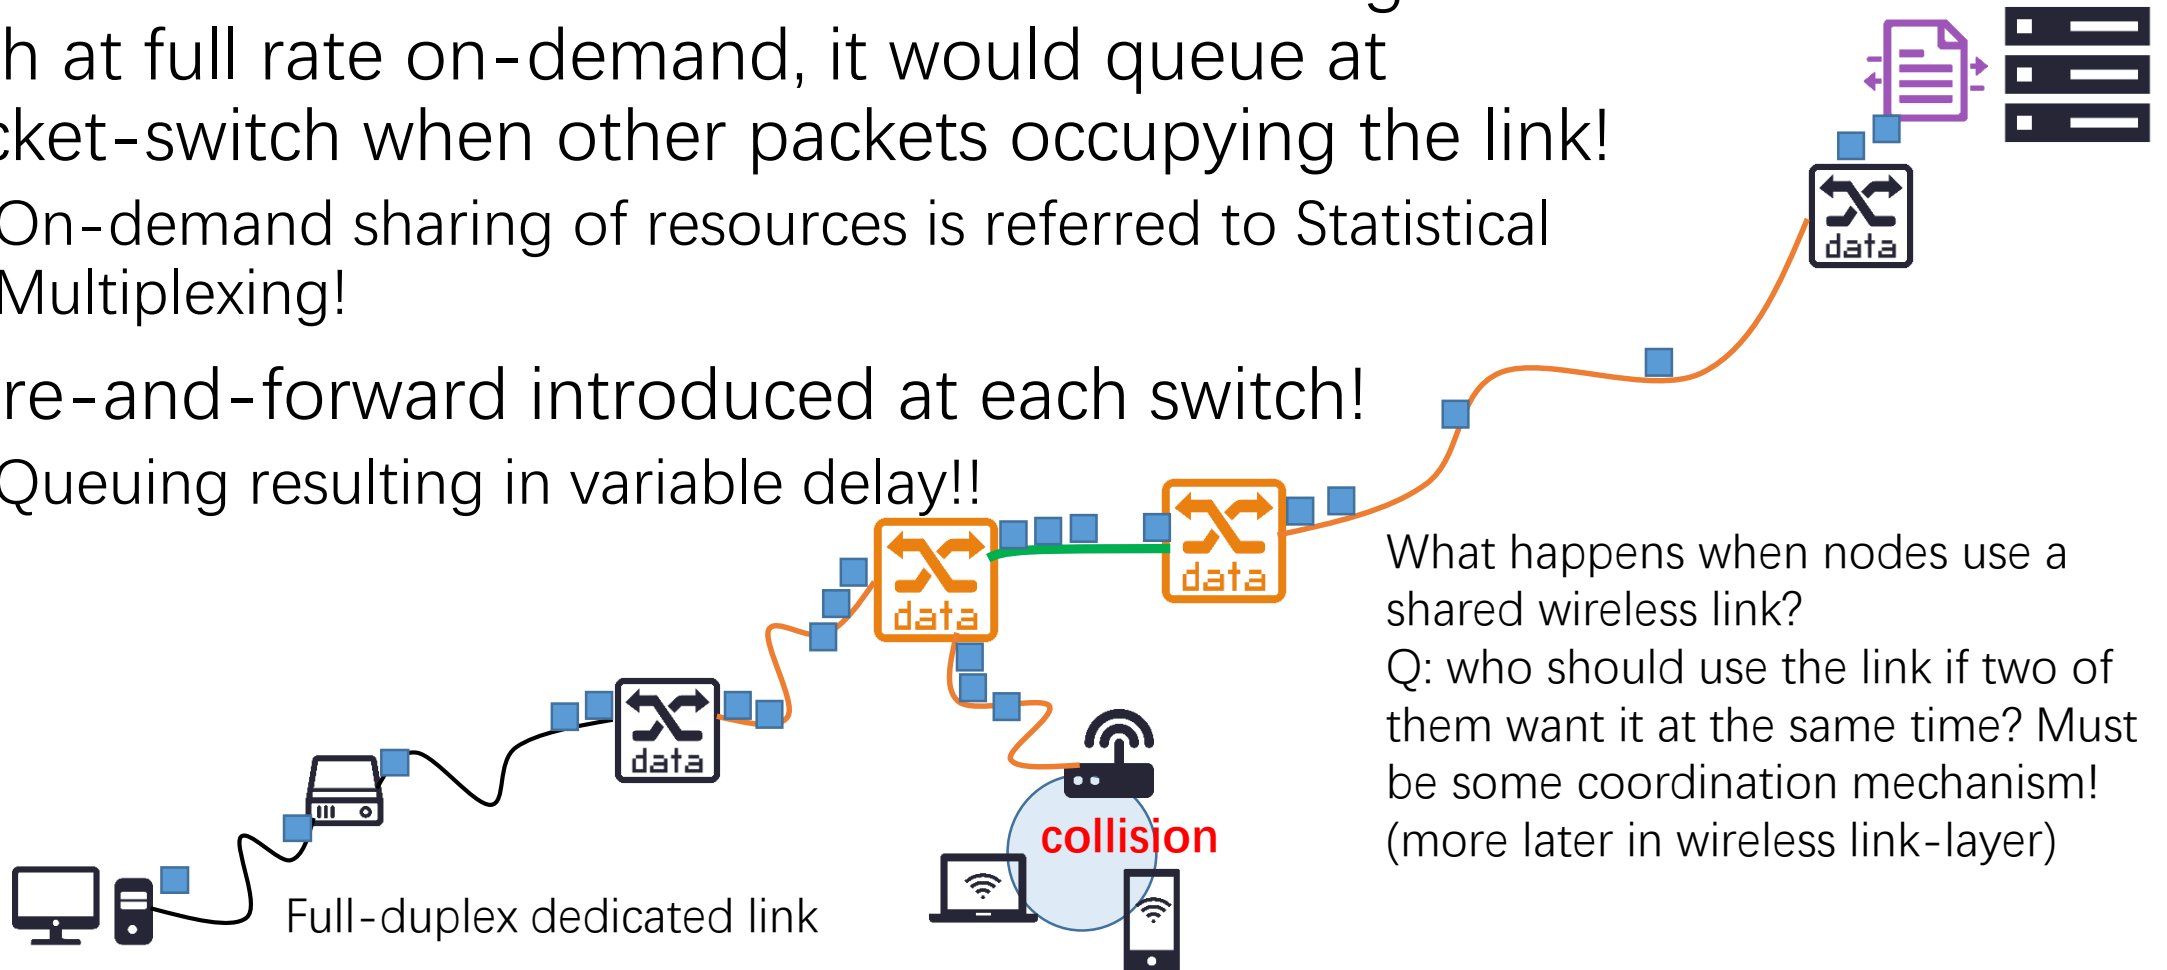 h at full rate on-demand, it would queue at
cket-switch when other packets occupying the link!
On-demand sharing of resources is referred to Statistical
Multiplexing!
re-and-forward introduced at each switch!
Queuing resulting in variable delay!!
data
data
data
data
What happens when nodes use a
shared wireless link?
Q: who should use the link if two of
them want it at the same time? Must
be some coordination mechanism!
(more later in wireless link-layer)
collision
Full-duplex dedicated link